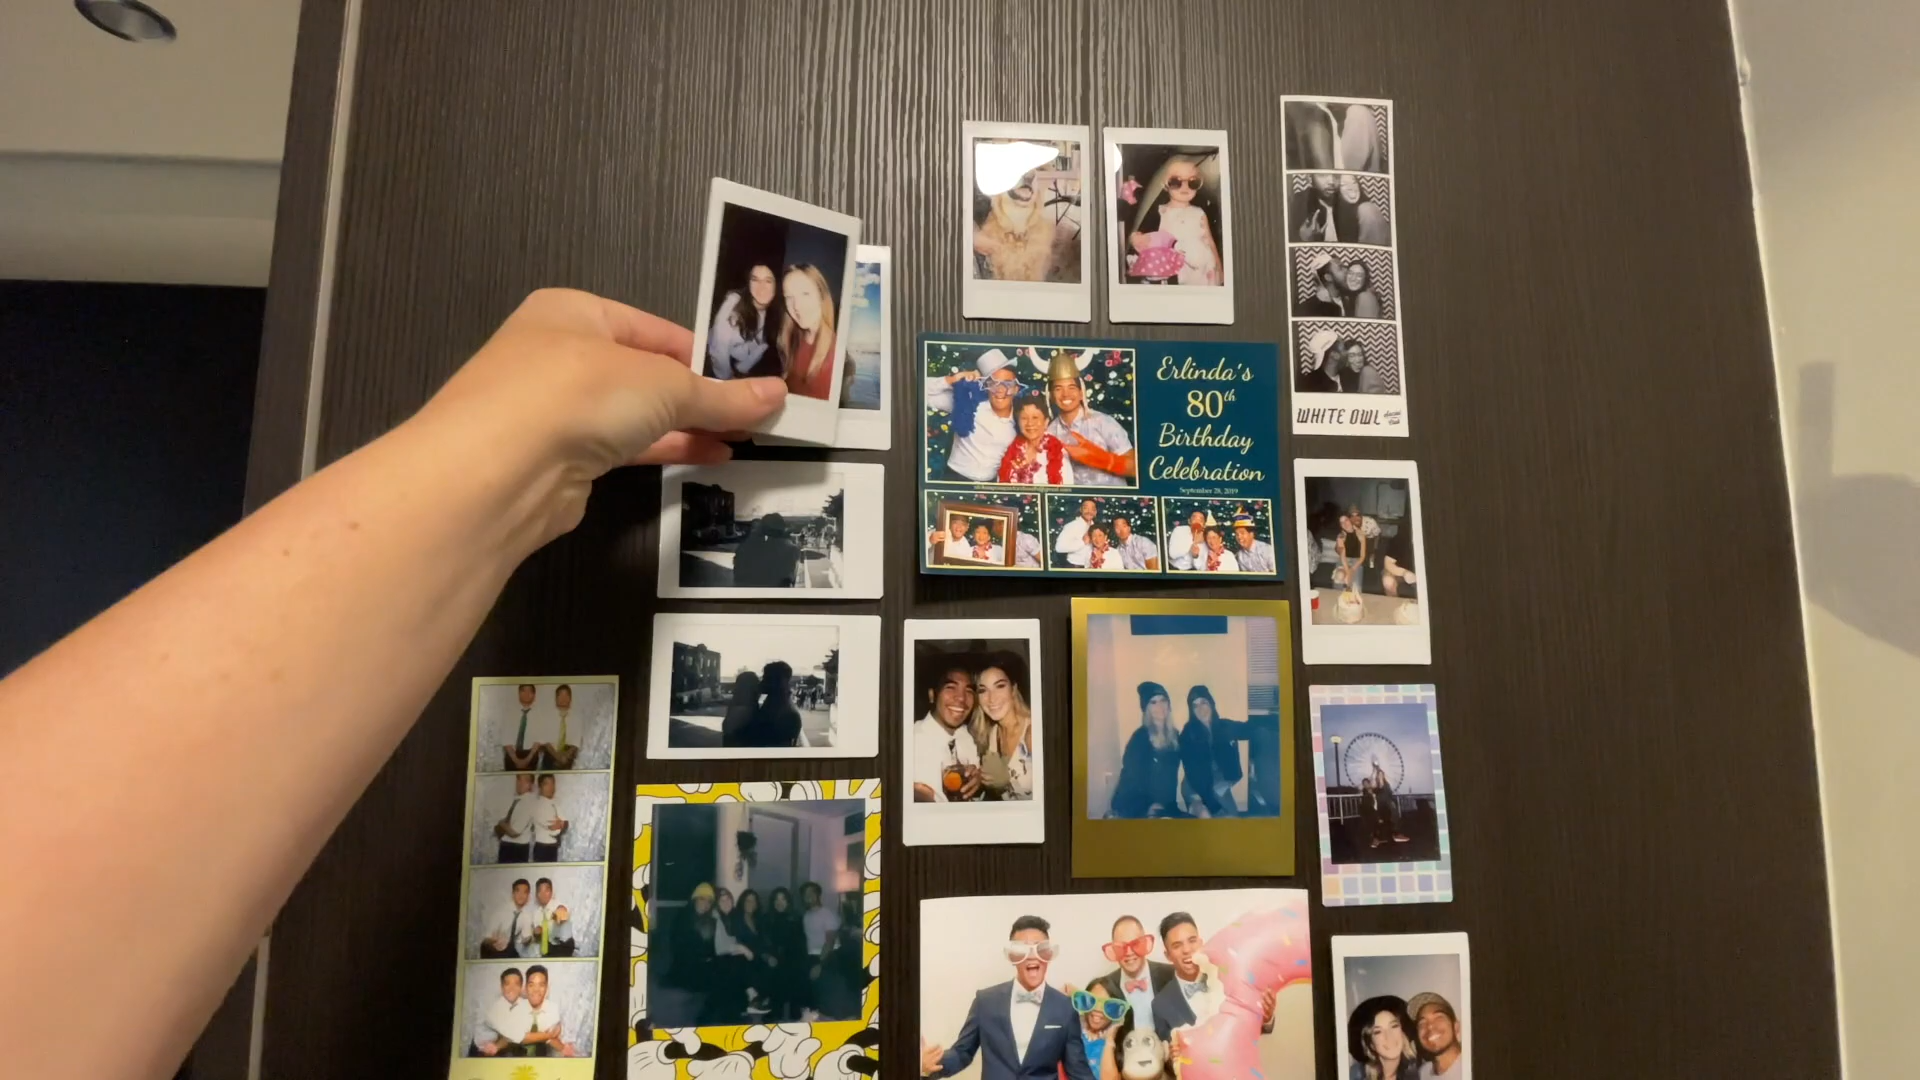 Erlinda's
80th
Birthday
Celebration
September 28, 2019
WHITE OWL